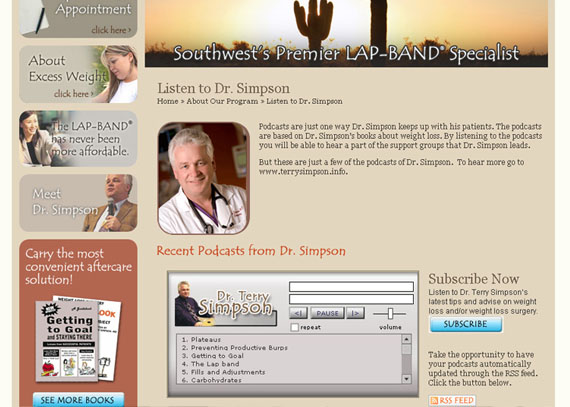 Appointment
click here >
About
Excess Weight
click here >
The LAP-BAND®
has never been
more affordable.
Meet
Dr. Simpson
Carry the most
convenient aftercare
solution!
Getting
to Goal
and STAYING THERE
SEE MORE BOOKS
Southwest's Premier LAP-BAND® Specialist
Listen to Dr. Simpson
Home > About Our Program > Listen to Dr. Simpson
Podcasts are just one way Dr. Simpson keeps up with his patients. The podcasts
are based on Dr. Simpson's books about weight loss. By listening to the podcasts
you will be able to hear a part of the support groups that Dr. Simpson leads.
But these are just a few of the podcasts of Dr. Simpson. To hear more go to
www.terrysimpson.info.
Recent Podcasts from Dr. Simpson
Dr. Terry
Simpson
<| PAUSE |>
repeat
volume
1. Plateaus
2. Preventing Productive Burps
3. Getting to Goal
4. The Lap band
5. Fills and Adjustments
6. Carbohydrates
Subscribe Now
Listen to Dr. Terry Simpson's
latest tips and advise on weight
loss and/or weight loss surgery.
SUBSCRIBE
Take the opportunity to have
your podcasts automatically
updated through the RSS feed.
Click the button below.
RSS FEED